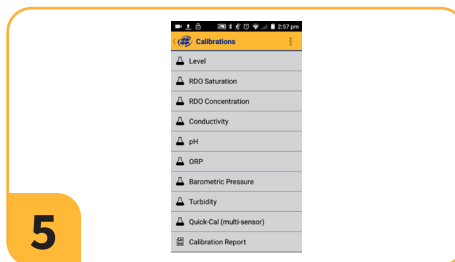 2:57 pm
Calibrations
Level
RDO Saturation
RDO Concentration
Conductivity
pH
ORP
Barometric Pressure
Turbidity
Quick-Cal (multi-sensor)
Calibration Report
5